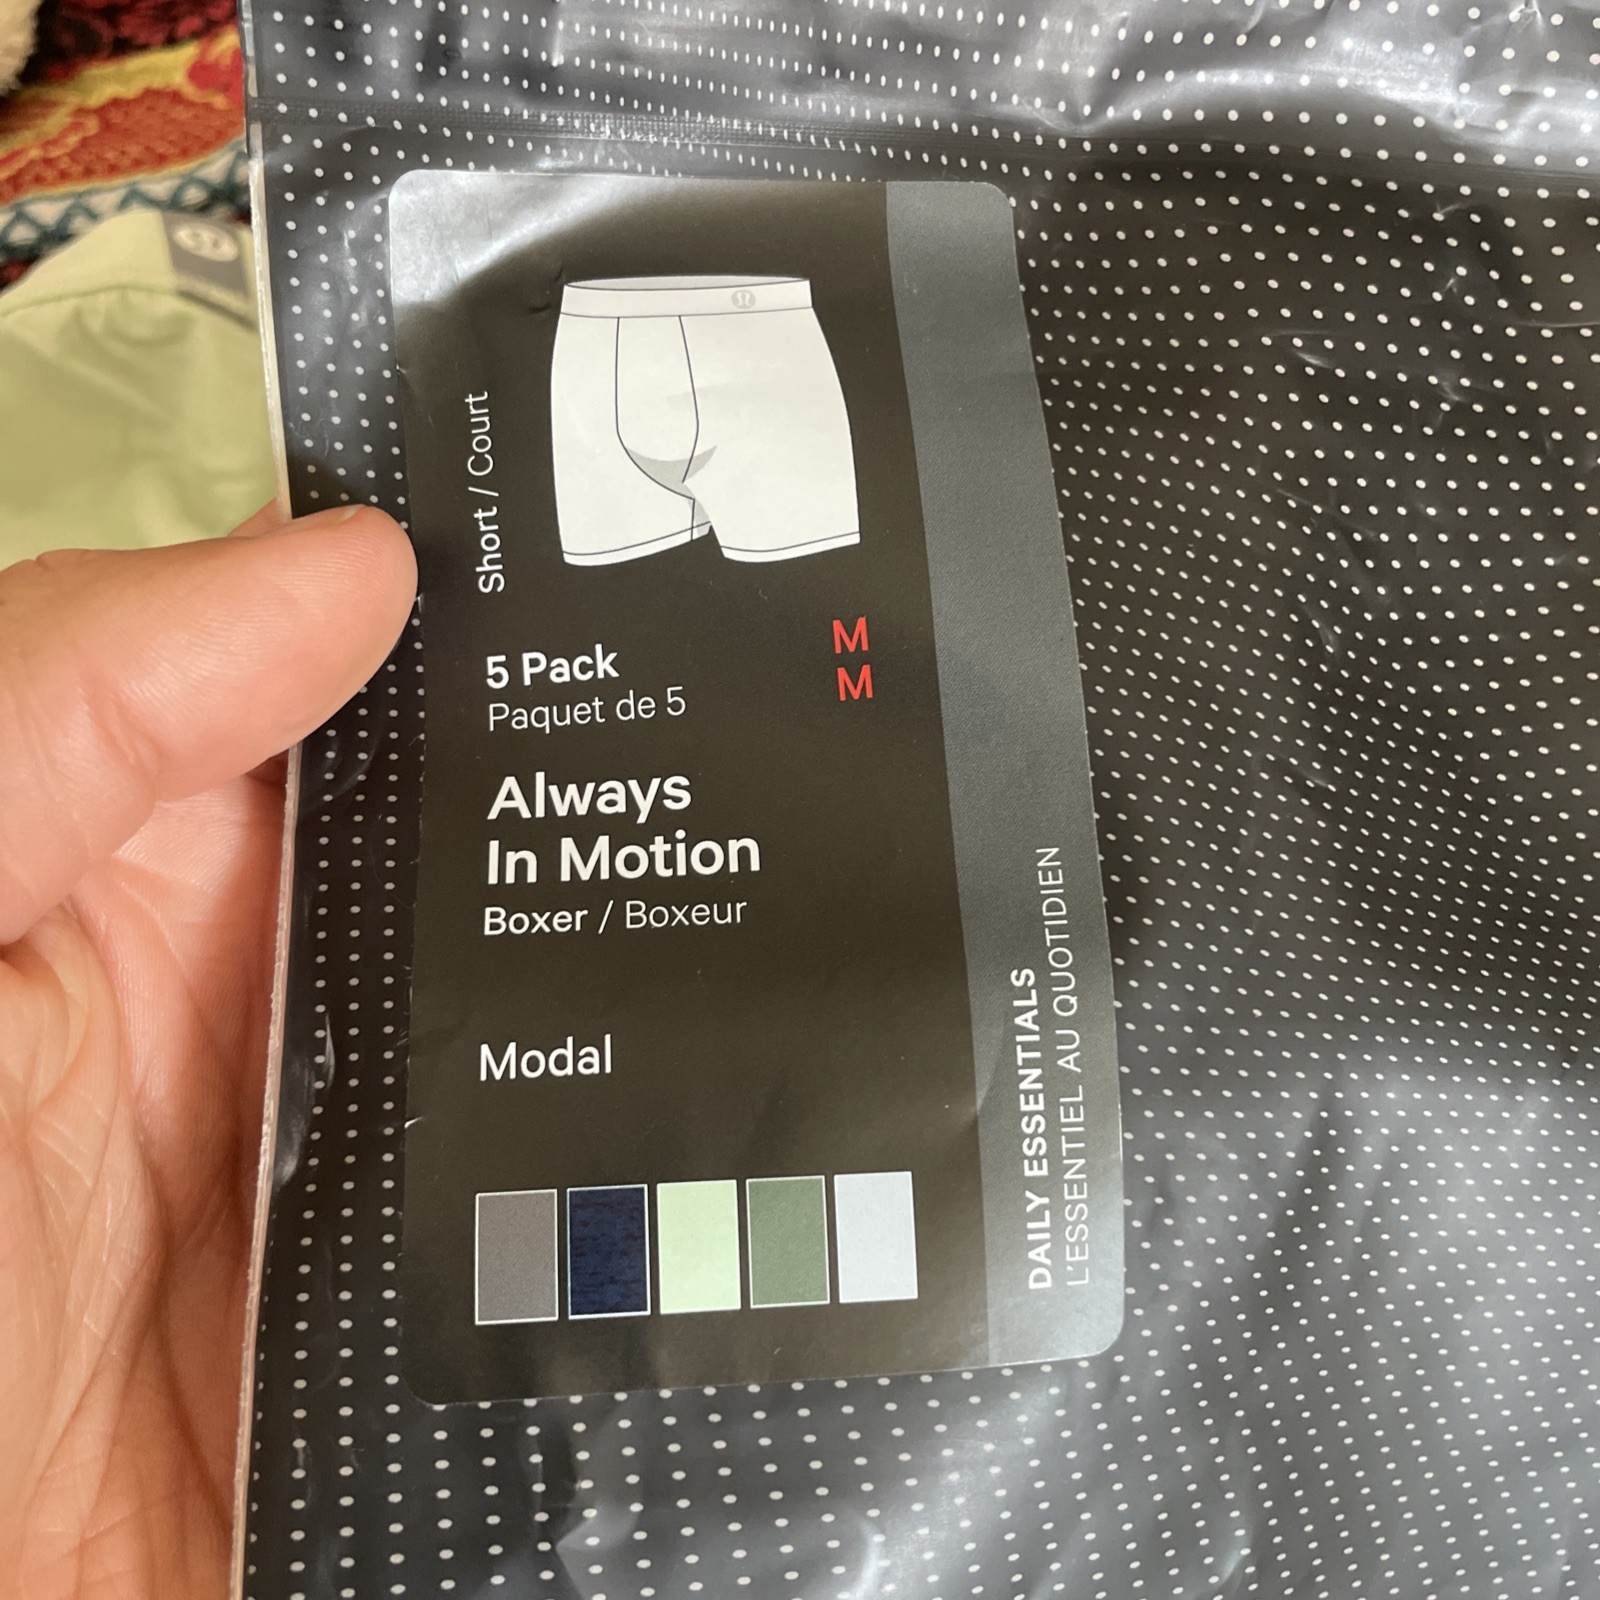 Short / Court
5 Pack
Paquet de 5
M
M
Always
In Motion
Boxer / Boxeur
Modal
DAILY ESSENTIALS
L'ESSENTIEL AU QUOTIDIEN